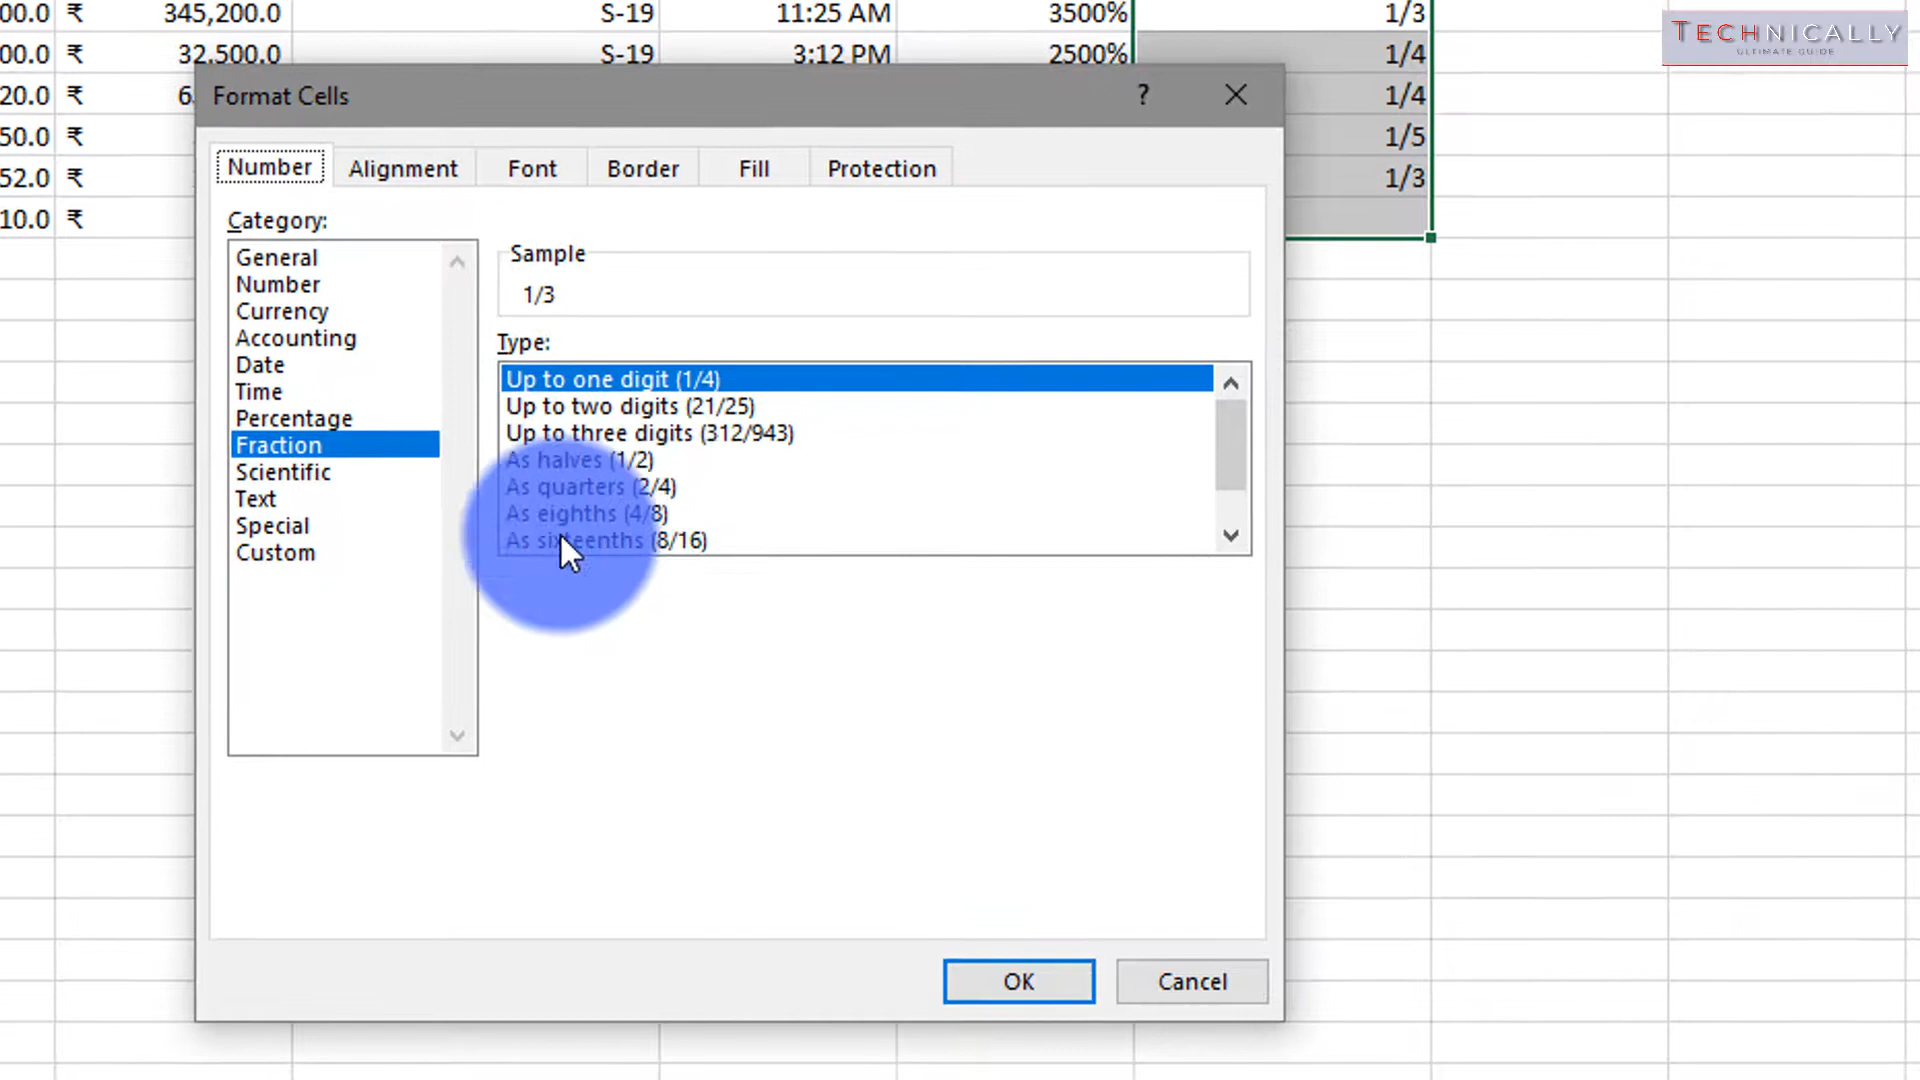 00.0 ₹ 345,200.0 S-19 11:25 AM 3500% 1/3
00.0 ₹ 32,500.0 S-19 3:12 PM 2500% 1/4
20.0 ₹ 6. 1/4
50.0 ₹ 1/5
52.0 ₹ 1/3
10.0 ₹
TECHNICALLY
ULTIMATE GUIDE
Format Cells ?
Number Alignment Font Border Fill Protection
Category:
General
Number
Currency
Accounting
Date
Time
Percentage
Fraction
Scientific
Text
Special
Custom
Sample
1/3
Type:
Up to one digit (1/4)
Up to two digits (21/25)
Up to three digits (312/943)
As halves (1/2)
As quarters (2/4)
As eighths (4/8)
As sixteenths (8/16)
OK Cancel